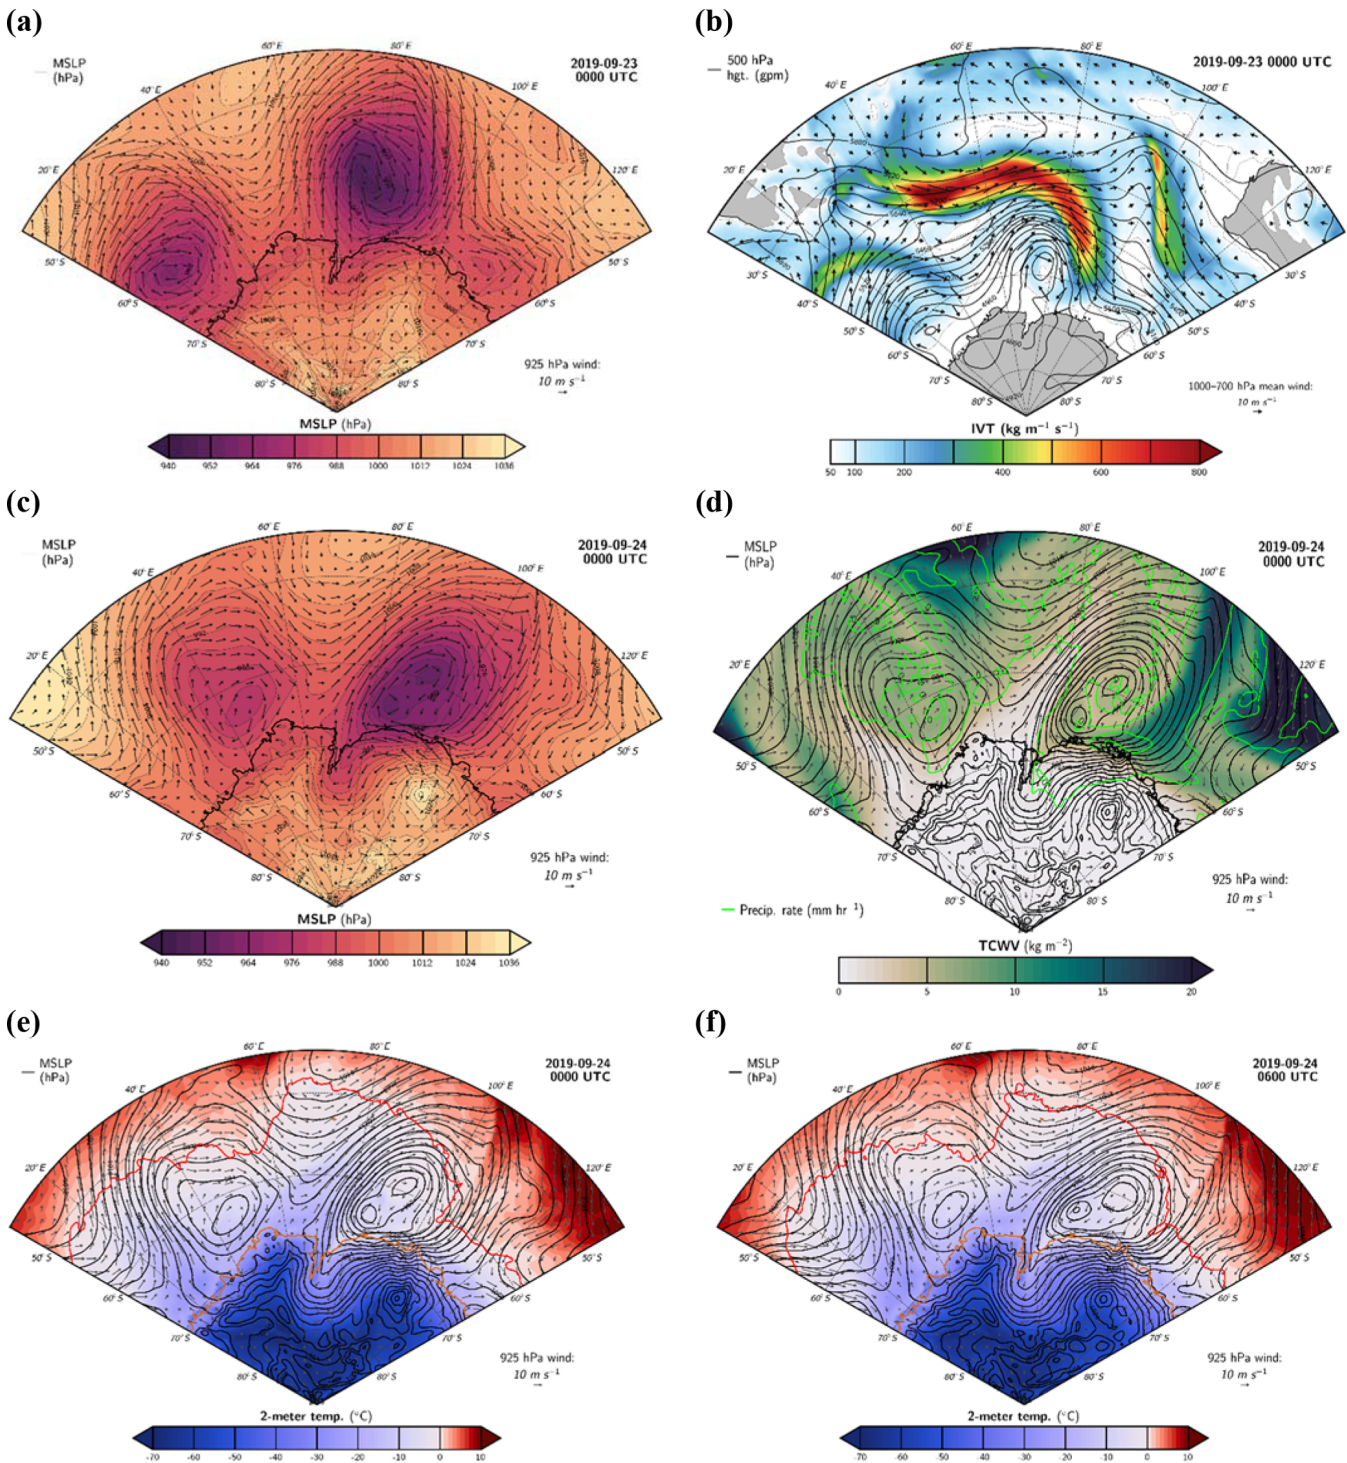 (a)
MSLP
(hPa)
2019-09-23
0000 UTC
60° E
80° E
40° E
100° E
20° E
120° E
50° S
50° S
60° S
60° S
70° S
70° S
80° S
80° S
925 hPa wind:
10 m s⁻¹
MSLP (hPa)
940 952 964 976 988 1000 1012 1024 1036
(b)
500 hPa
hgt. (gpm)
2019-09-23 0000 UTC
60° E
80° E
40° E
100° E
20° E
120° E
30° S
40° S
40° S
50° S
50° S
60° S
60° S
70° S
70° S
80° S
80° S
1000–700 hPa mean wind:
10 m s⁻¹
IVT (kg m⁻¹ s⁻¹)
50 100 200 300 400 500 600 800
(c)
MSLP
(hPa)
2019-09-24
0000 UTC
60° E
80° E
40° E
100° E
20° E
120° E
50° S
50° S
60° S
60° S
70° S
70° S
80° S
80° S
925 hPa wind:
10 m s⁻¹
MSLP (hPa)
940 952 964 976 988 1000 1012 1024 1036
(d)
MSLP
(hPa)
2019-09-24
0000 UTC
60° E
80° E
40° E
100° E
20° E
120° E
50° S
50° S
60° S
60° S
70° S
70° S
80° S
80° S
925 hPa wind:
10 m s⁻¹
Precip. rate (mm hr⁻¹)
TCWV (kg m⁻²)
0 5 10 15 20
(e)
MSLP
(hPa)
2019-09-24
0000 UTC
60° E
80° E
40° E
100° E
20° E
120° E
50° S
50° S
60° S
60° S
70° S
70° S
80° S
80° S
925 hPa wind:
10 m s⁻¹
2-meter temp. (°C)
-70 -60 -50 -40 -30 -20 -10 0 10
(f)
MSLP
(hPa)
2019-09-24
0600 UTC
60° E
80° E
40° E
100° E
20° E
120° E
50° S
50° S
60° S
60° S
70° S
70° S
80° S
80° S
925 hPa wind:
10 m s⁻¹
2-meter temp. (°C)
-70 -60 -50 -40 -30 -20 -10 0 10